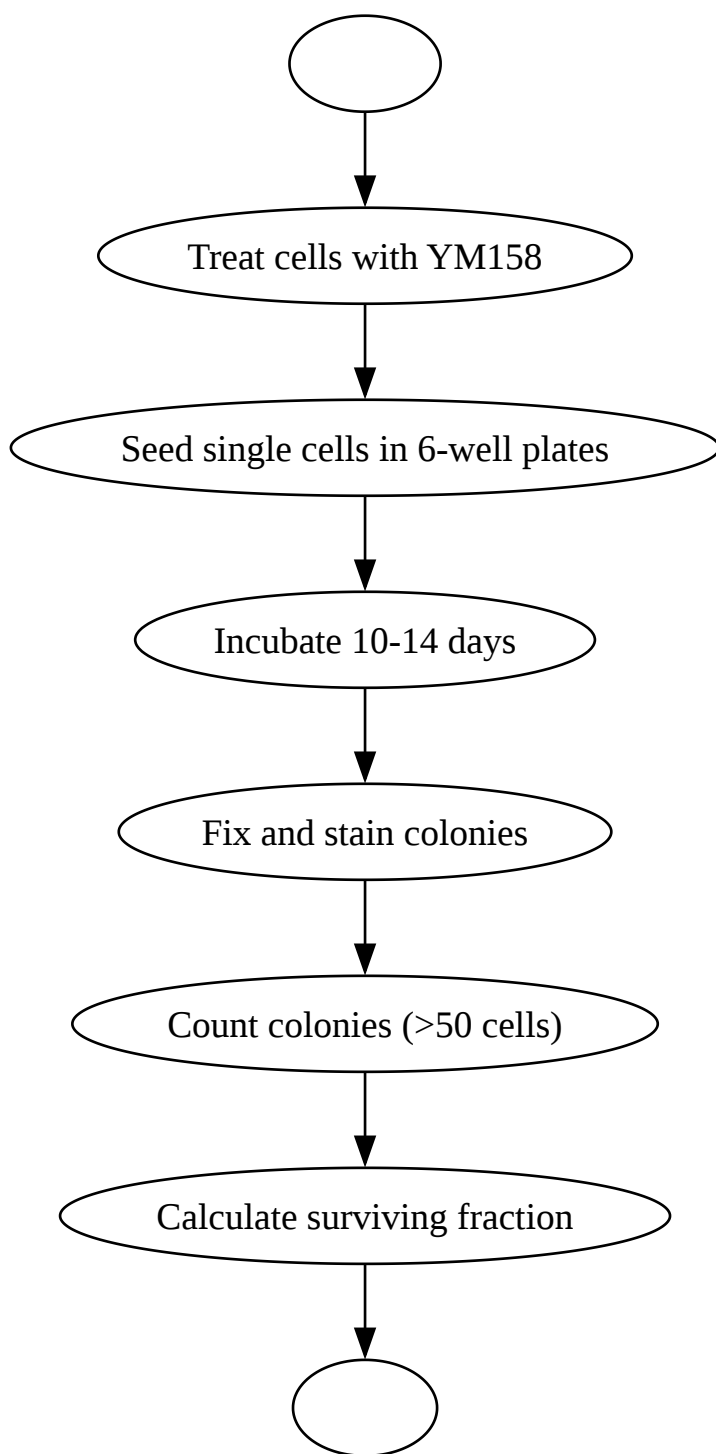 Treat cells with YM158
Seed single cells in 6-well plates
Incubate 10-14 days
Fix and stain colonies
Count colonies (>50 cells)
Calculate surviving fraction